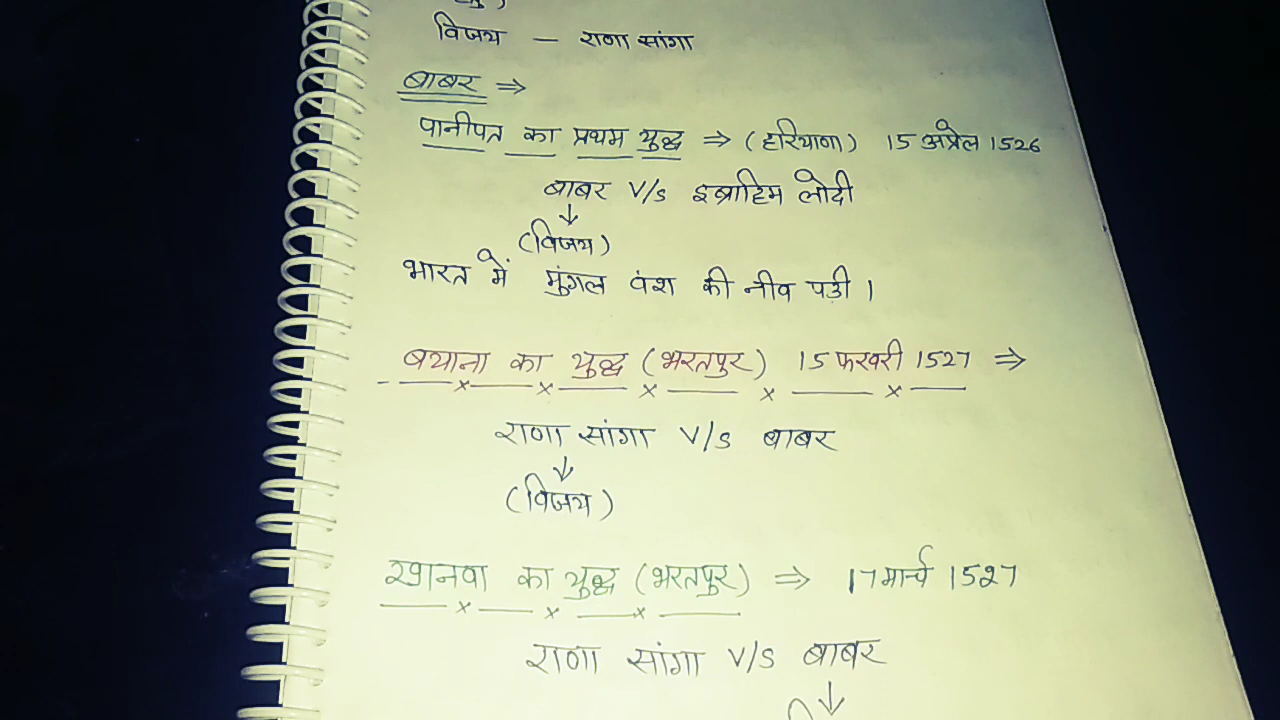 विजय — राणा सांगा
बाबर ⇒
पानीपत का प्रथम युद्ध ⇒ (हरियाणा) 15 अप्रेल 1526
बाबर V/s इब्राहिम लोदी
↓
(विजय)
भारत में मुंगल वंश की नीव पडी।
बयाना का युद्ध (भरतपुर) 15 फरवरी 1527 ⇒
राणा सांगा V/s बाबर
↓
(विजय)
खानवा का युद्ध (भरतपुर) ⇒ 17 मार्च 1527
राणा सांगा V/s बाबर
↓